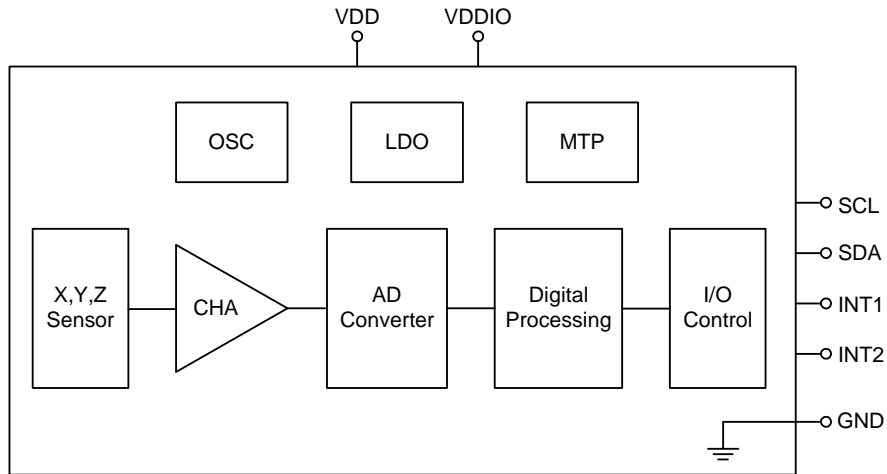 VDD
VDDIO
OSC
LDO
MTP
SCL
SDA
INT1
INT2
GND
X,Y,Z
Sensor
CHA
AD
Converter
Digital
Processing
I/O
Control